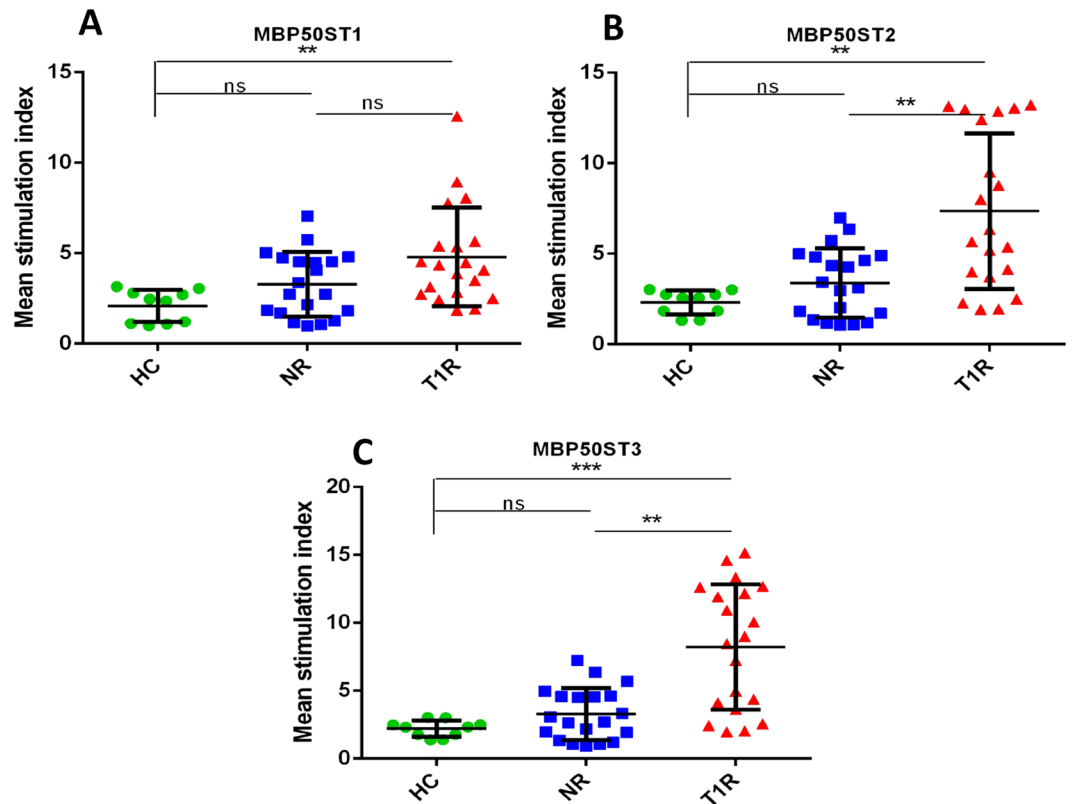 A
MBP50ST1
**
ns
ns
Mean stimulation index
15
10
5
0
HC
NR
T1R
B
MBP50ST2
**
ns
**
Mean stimulation index
15
10
5
0
HC
NR
T1R
C
MBP50ST3
***
ns
**
Mean stimulation index
20
15
10
5
0
HC
NR
T1R